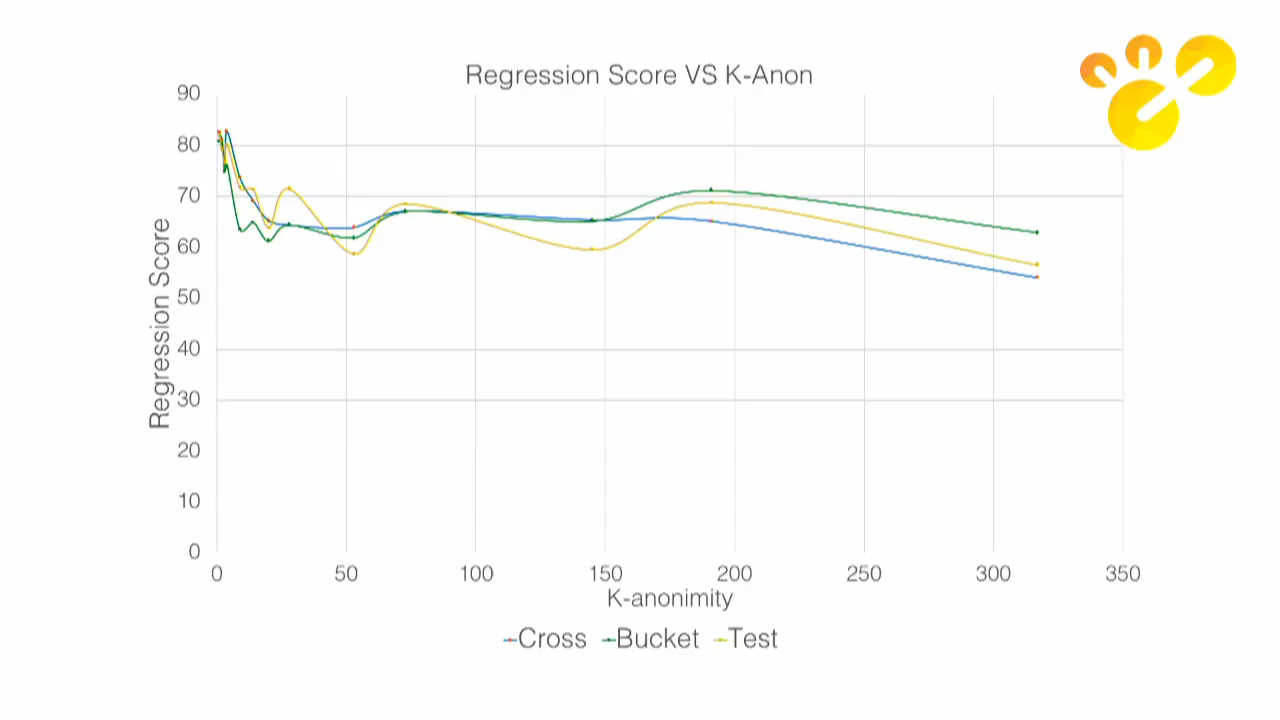 Regression Score VS K-Anon
90
80
70
60
50
40
30
20
10
0
Regression Score
0 50 100 150 200 250 300 350
K-anonimity
Cross Bucket Test